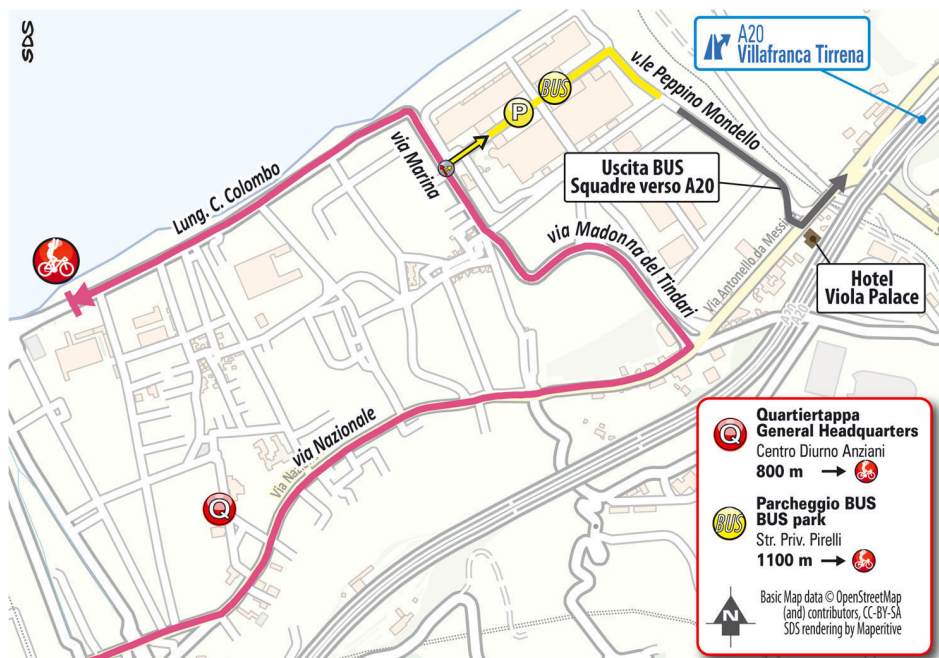 SDS
A20
Villafranca Tirrena
v.le Peppino Mondello
BUS
P
via Marina
Uscita BUS
Squadre verso A20
Lung. C. Colombo
via Madonna del Tindari
Via Antonello da Messi
Hotel
Viola Palace
A20
A20
via Nazionale
Via Naz
Q
Q
Quartiertappa
General Headquarters
Centro Diurno Anziani
800 m
BUS
Parcheggio BUS
BUS park
Str. Priv. Pirelli
1100 m
N
Basic Map data © OpenStreetMap
(and) contributors, CC-BY-SA
SDS rendering by Maperitive